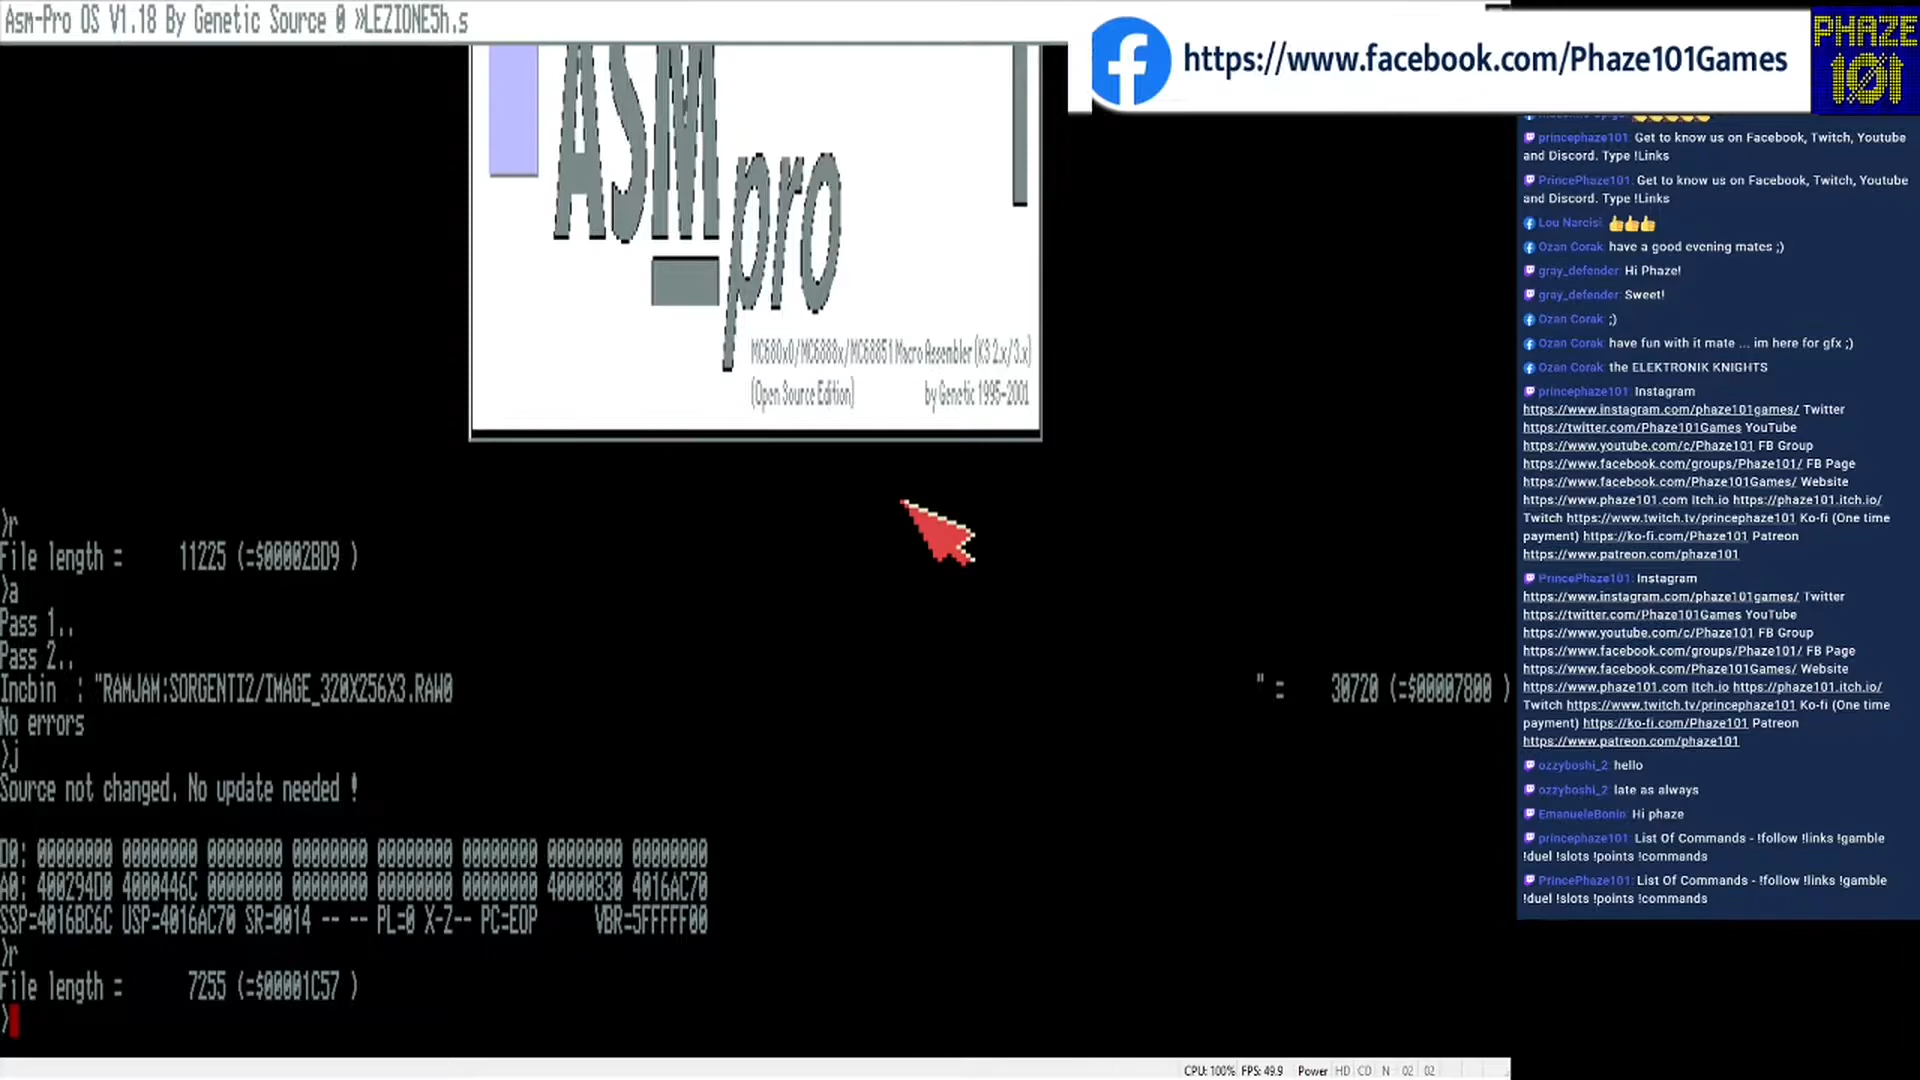 Asm-Pro OS V1.18 By Genetic Source 0 »LEZIONE5h.s
ASM
pro
MC680x0/MC6888x/MC68851 Macro Assembler (KS 2.x/3.x)
(Open Source Edition) by Genetic 1995-2001
>r
File length = 11225 (=$00002BD9 )
>a
Pass 1..
Pass 2..
Incbin : "RAMJAM:SORGENTI2/IMAGE_320X256X3.RAW0 " = 30720 (=$00007800 )
No errors
>j
Source not changed. No update needed !
D0: 00000000 00000000 00000000 00000000 00000000 00000000 00000000 00000000
A0: 400294D0 4000446C 00000000 00000000 00000000 00000000 40000830 4016AC70
SSP=4016BC6C USP=4016AC70 SR=0014 -- -- PL=0 X-Z-- PC=EOP VBR=5FFFFF00
>r
File length = 7255 (=$00001C57 )
>
CPU: 100% FPS: 49.9 Power HD CD N 02 02
https://www.facebook.com/Phaze101Games
PHAZE
101
princephaze101: Get to know us on Facebook, Twitch, Youtube
and Discord. Type !Links
PrincePhaze101: Get to know us on Facebook, Twitch, Youtube
and Discord. Type !Links
Lou Narcisi: 👍👍👍
Ozan Corak: have a good evening mates ;)
gray_defender: Hi Phaze!
gray_defender: Sweet!
Ozan Corak: ;)
Ozan Corak: have fun with it mate ... im here for gfx ;)
Ozan Corak: the ELEKTRONIK KNIGHTS
princephaze101: Instagram
https://www.instagram.com/phaze101games/ Twitter
https://twitter.com/Phaze101Games YouTube
https://www.youtube.com/c/Phaze101 FB Group
https://www.facebook.com/groups/Phaze101/ FB Page
https://www.facebook.com/Phaze101Games/ Website
https://www.phaze101.com Itch.io https://phaze101.itch.io/
Twitch https://www.twitch.tv/princephaze101 Ko-fi (One time
payment) https://ko-fi.com/Phaze101 Patreon
https://www.patreon.com/phaze101
PrincePhaze101: Instagram
https://www.instagram.com/phaze101games/ Twitter
https://twitter.com/Phaze101Games YouTube
https://www.youtube.com/c/Phaze101 FB Group
https://www.facebook.com/groups/Phaze101/ FB Page
https://www.facebook.com/Phaze101Games/ Website
https://www.phaze101.com Itch.io https://phaze101.itch.io/
Twitch https://www.twitch.tv/princephaze101 Ko-fi (One time
payment) https://ko-fi.com/Phaze101 Patreon
https://www.patreon.com/phaze101
ozzyboshi_2: hello
ozzyboshi_2: late as always
EmanueleBonin: Hi phaze
princephaze101: List Of Commands - !follow !links !gamble
!duel !slots !points !commands
PrincePhaze101: List Of Commands - !follow !links !gamble
!duel !slots !points !commands